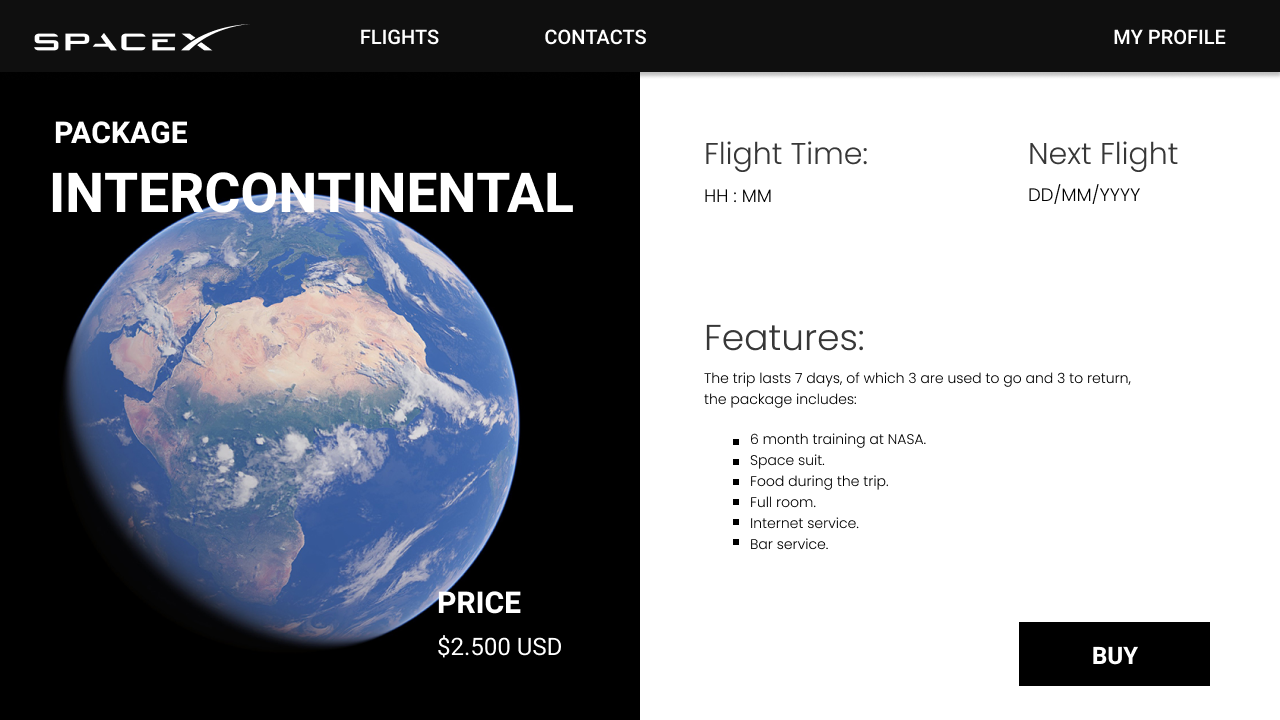 SPACEX
FLIGHTS
CONTACTS
MY PROFILE
PACKAGE
INTERCONTINENTAL
PRICE
$2.500 USD
Flight Time:
HH : MM
Next Flight
DD/MM/YYYY
Features:
The trip lasts 7 days, of which 3 are used to go and 3 to return,
the package includes:
6 month training at NASA.
Space suit.
Food during the trip.
Full room.
Internet service.
Bar service.
BUY